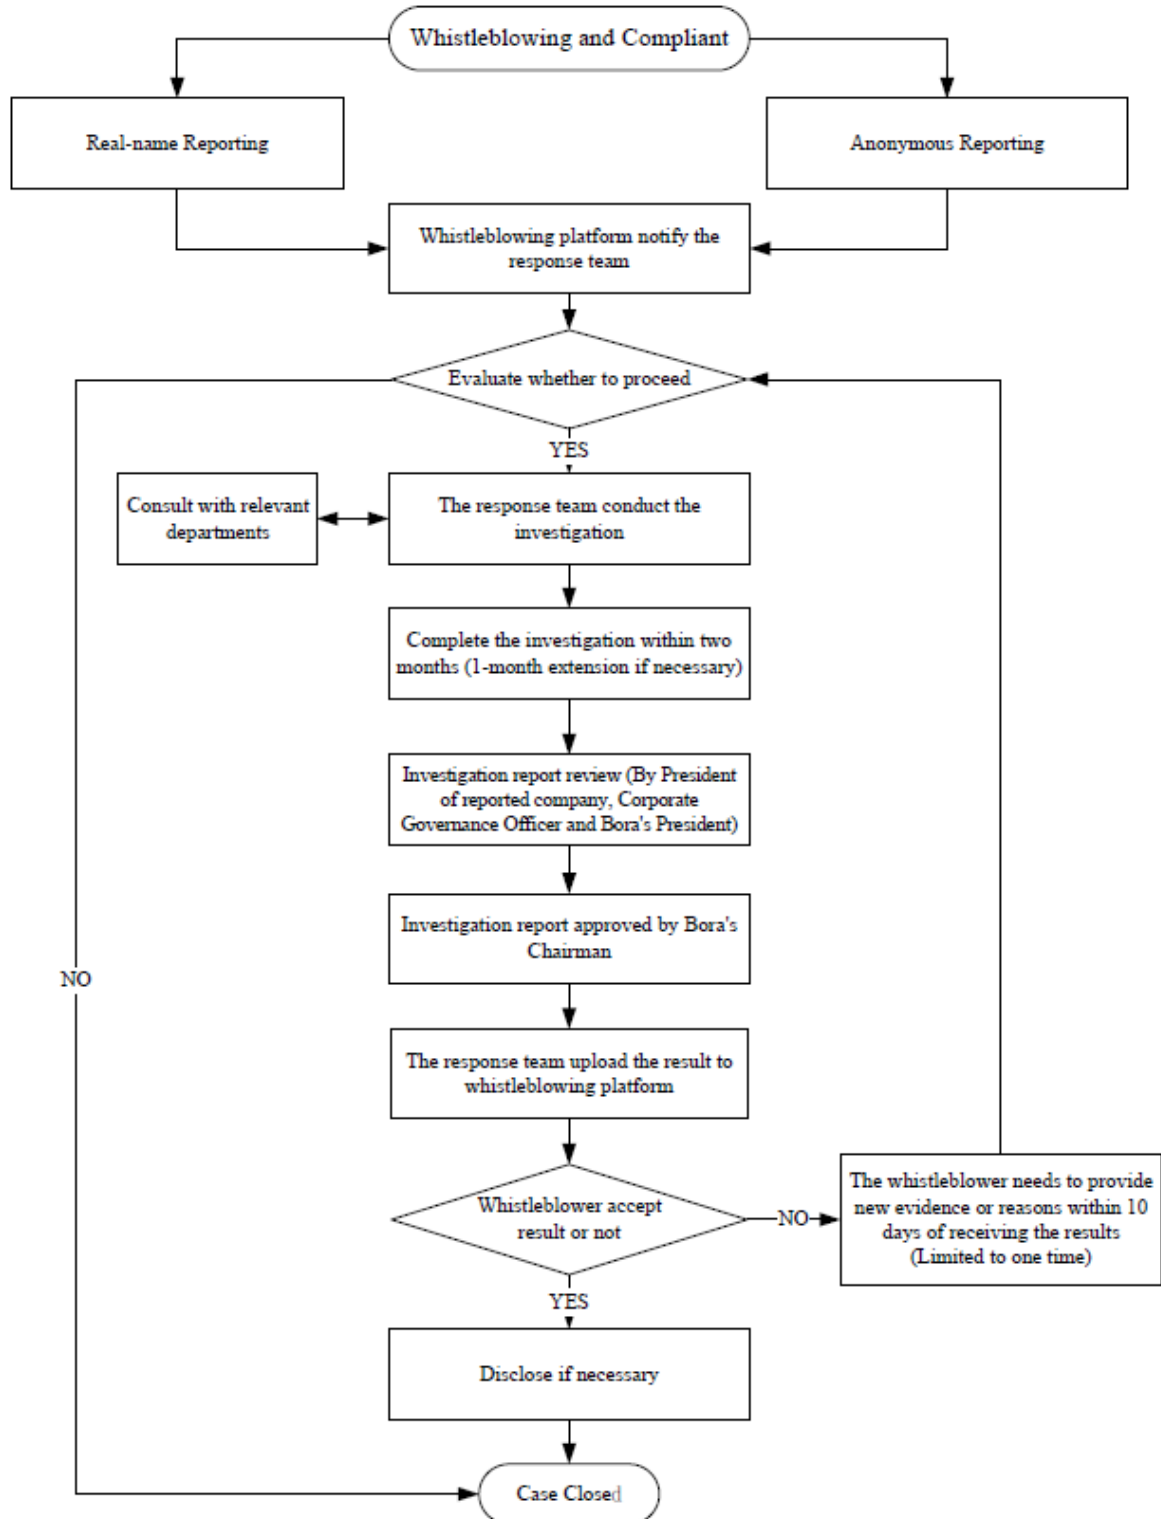 Whistleblowing and Compliant
Real-name Reporting
Anonymous Reporting
Whistleblowing platform notify the
response team
Evaluate whether to proceed
YES
Consult with relevant
departments
The response team conduct the
investigation
Complete the investigation within two
months (1-month extension if necessary)
Investigation report review (By President
of reported company, Corporate
Governance Officer and Bora's President)
Investigation report approved by Bora's
Chairman
NO
The response team upload the result to
whistleblowing platform
Whistleblower accept
result or not
NO
The whistleblower needs to provide
new evidence or reasons within 10
days of receiving the results
(Limited to one time)
YES
Disclose if necessary
Case Closed